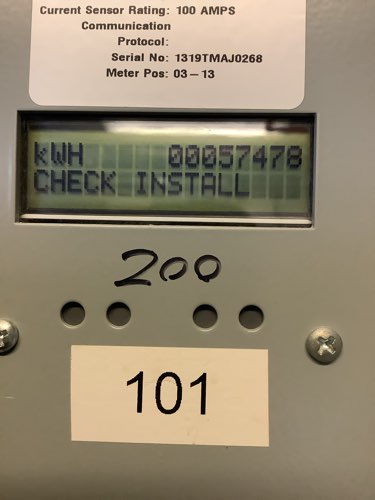 Current Sensor Rating: 100 AMPS
Communication
Protocol:
Serial No: 1319TMAJ0268
Meter Pos: 03-13
kWH 00057478
CHECK INSTALL
200
101